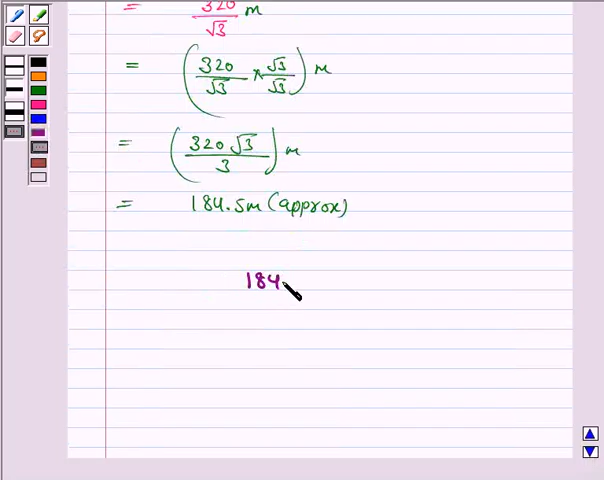 = 320/√3 m
= (320/√3 × √3/√3) m
= (320√3/3) m
= 184.5m (approx)
184